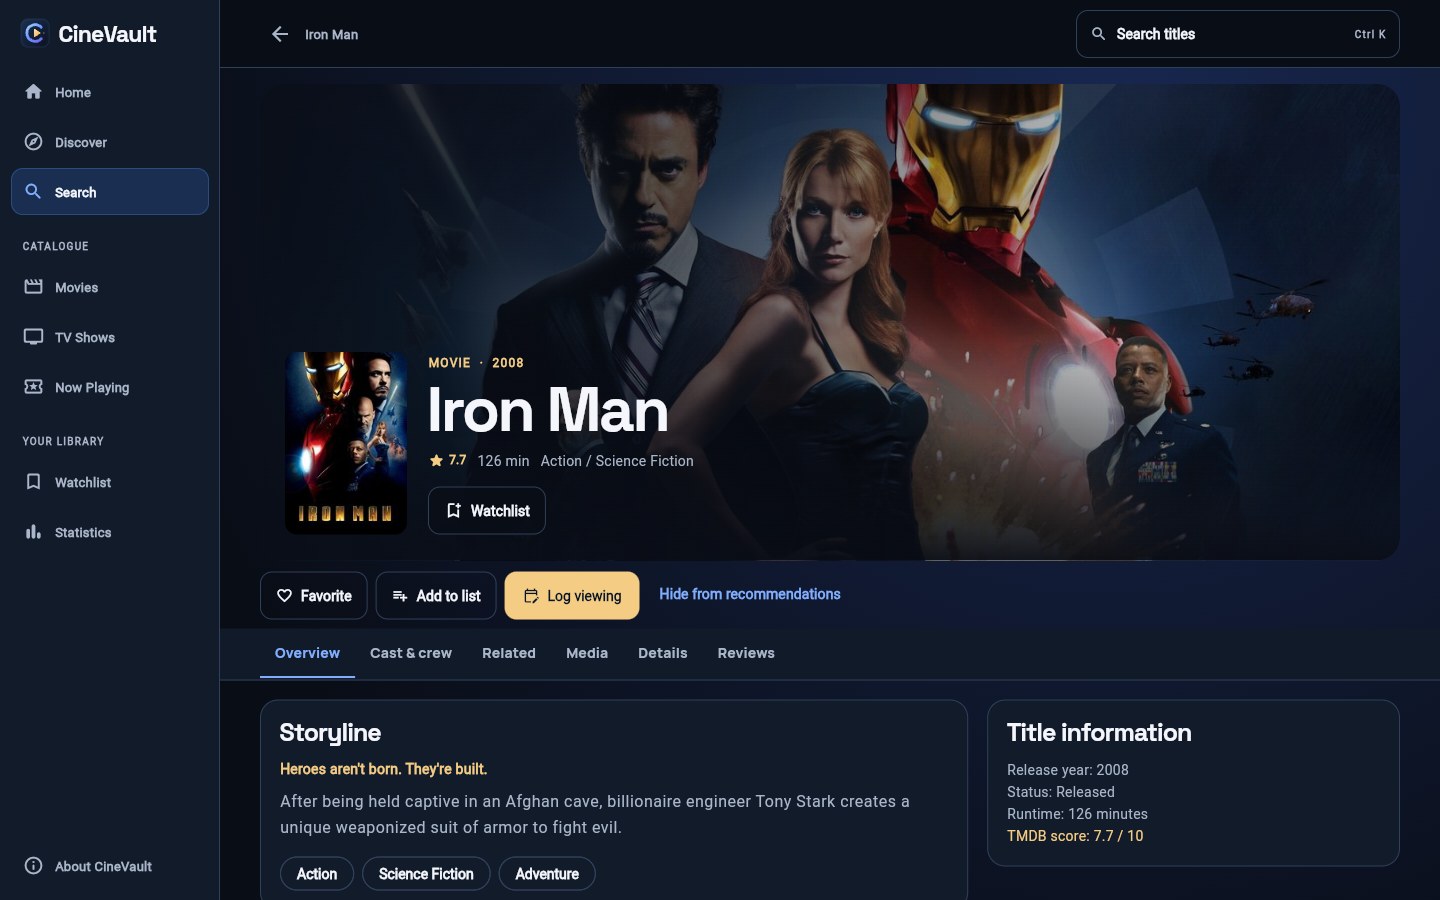 CineVault
Iron Man
Search titles
Ctrl K
Home
Discover
Search
CATALOGUE
Movies
TV Shows
Now Playing
YOUR LIBRARY
Watchlist
Statistics
About CineVault
IRON MAN
MOVIE · 2008
Iron Man
7.7 126 min Action / Science Fiction
Watchlist
Favorite
Add to list
Log viewing
Hide from recommendations
Overview
Cast & crew
Related
Media
Details
Reviews
Storyline
Heroes aren't born. They're built.
After being held captive in an Afghan cave, billionaire engineer Tony Stark creates a
unique weaponized suit of armor to fight evil.
Action
Science Fiction
Adventure
Title information
Release year: 2008
Status: Released
Runtime: 126 minutes
TMDB score: 7.7 / 10